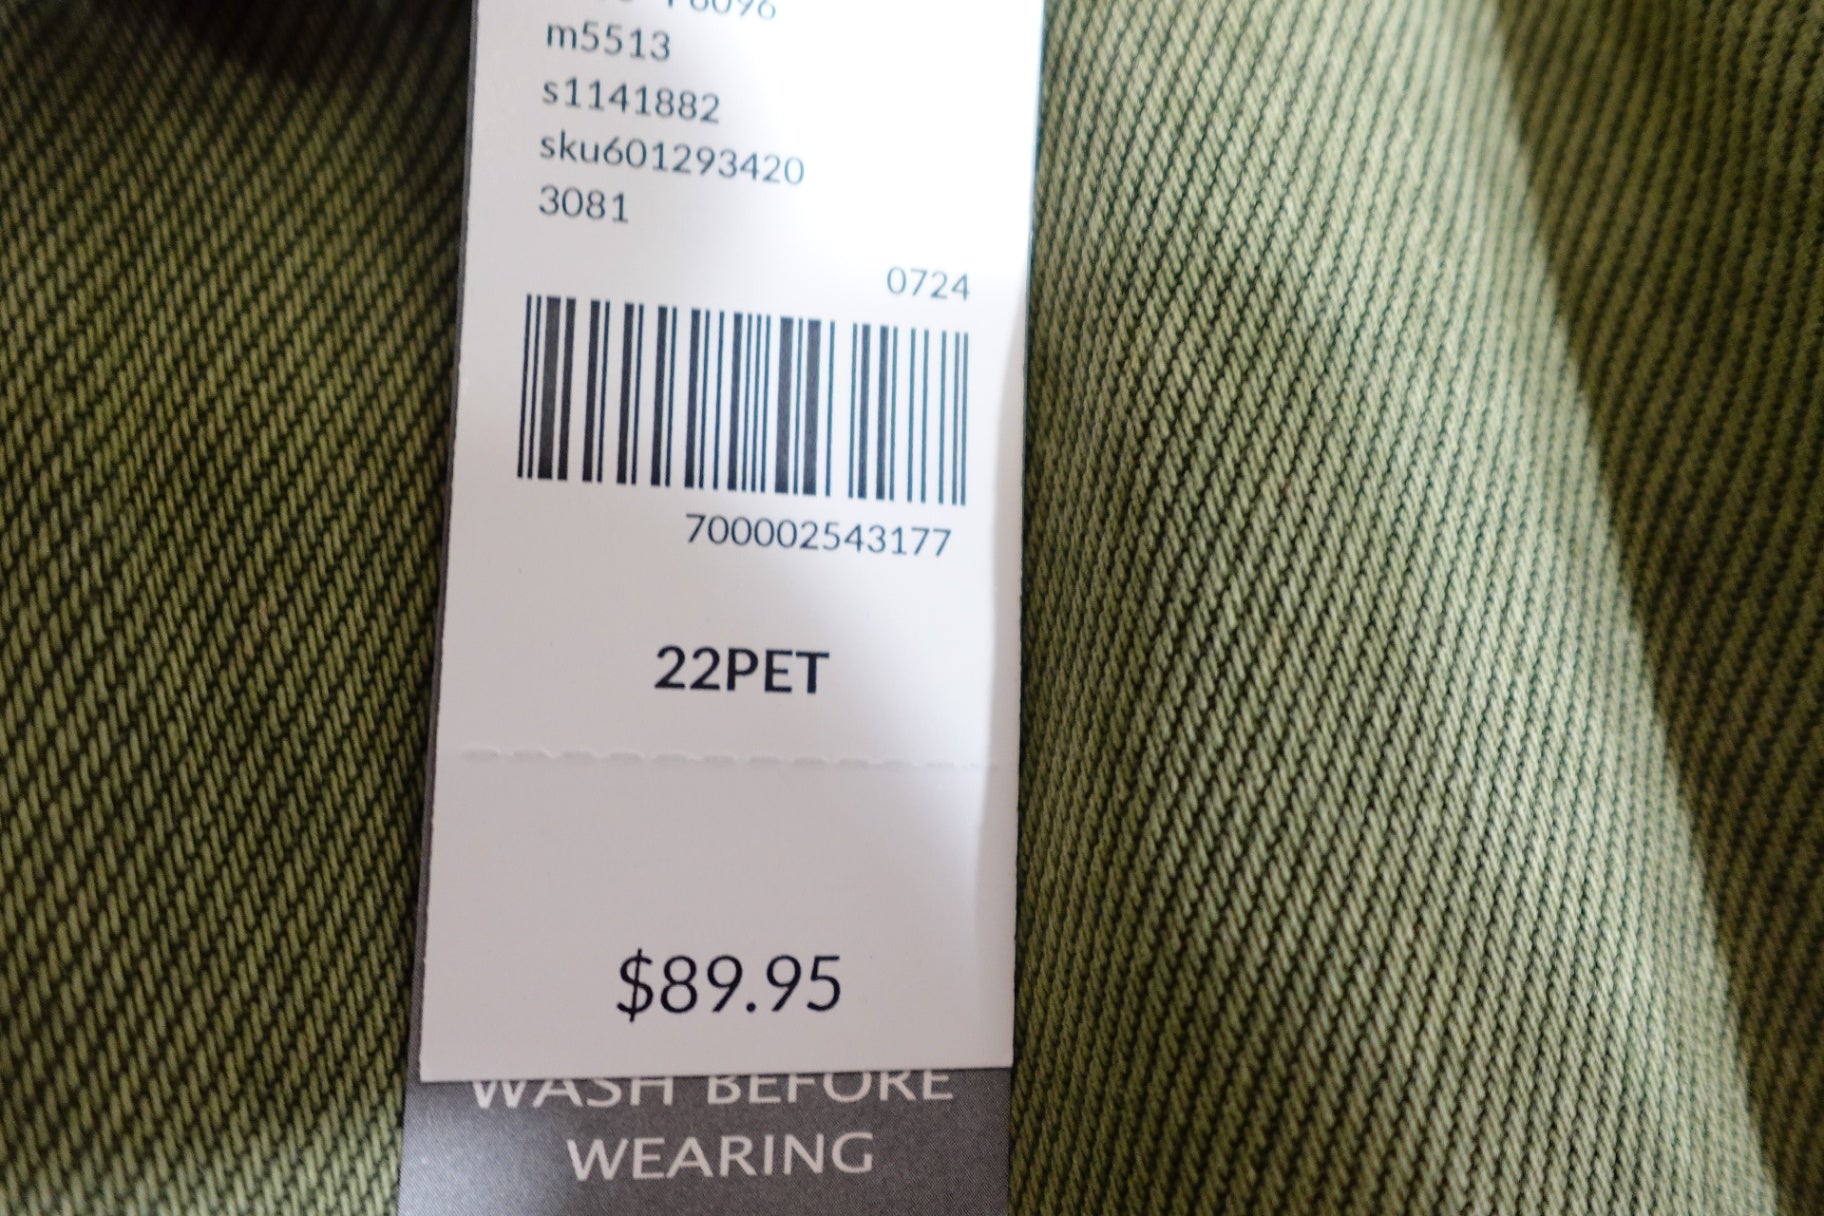 m5513
s1141882
sku601293420
3081
0724
700002543177
22PET
$89.95
WASH BEFORE
WEARING